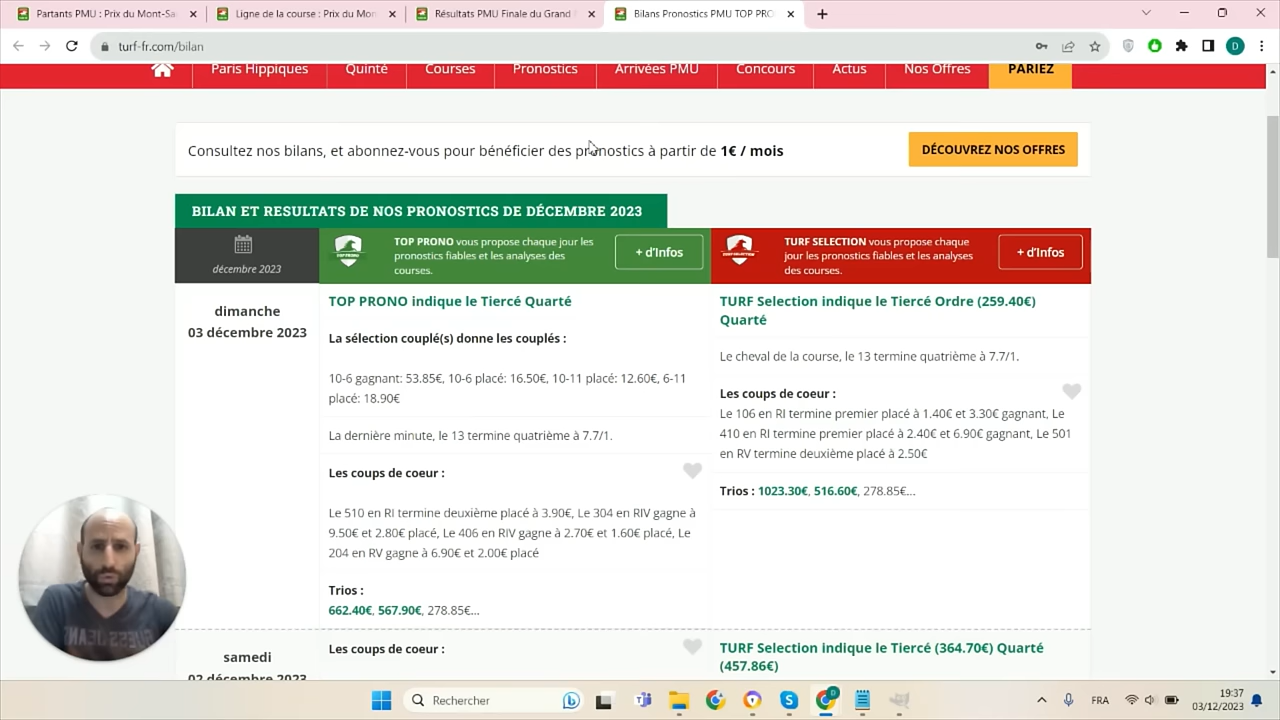 Partants PMU : Prix du Mont-Sa
Ligne de la course : Prix du Mon
Résultats PMU Finale du Grand
Bilans Pronostics PMU TOP PRO
turf-fr.com/bilan
D
Paris Hippiques
Quinté
Courses
Pronostics
Arrivées PMU
Concours
Actus
Nos Offres
PARIEZ
Consultez nos bilans, et abonnez-vous pour bénéficier des pronostics à partir de 1€ / mois
DÉCOUVREZ NOS OFFRES
BILAN ET RESULTATS DE NOS PRONOSTICS DE DÉCEMBRE 2023
décembre 2023
TOP PRONO vous propose chaque jour les
pronostics fiables et les analyses des
courses.
+ d'Infos
TURF SELECTION vous propose chaque
jour les pronostics fiables et les analyses
des courses.
+ d'Infos
dimanche
03 décembre 2023
TOP PRONO indique le Tiercé Quarté
La sélection couplé(s) donne les couplés :
10-6 gagnant: 53.85€, 10-6 placé: 16.50€, 10-11 placé: 12.60€, 6-11
placé: 18.90€
La dernière minute, le 13 termine quatrième à 7.7/1.
Les coups de coeur :
Le 510 en RI termine deuxième placé à 3.90€, Le 304 en RIV gagne à
9.50€ et 2.80€ placé, Le 406 en RIV gagne à 2.70€ et 1.60€ placé, Le
204 en RV gagne à 6.90€ et 2.00€ placé
Trios :
662.40€, 567.90€, 278.85€...
TURF Selection indique le Tiercé Ordre (259.40€)
Quarté
Le cheval de la course, le 13 termine quatrième à 7.7/1.
Les coups de coeur :
Le 106 en RI termine premier placé à 1.40€ et 3.30€ gagnant, Le
410 en RI termine premier placé à 2.40€ et 6.90€ gagnant, Le 501
en RV termine deuxième placé à 2.50€
Trios : 1023.30€, 516.60€, 278.85€...
samedi
02 décembre 2023
Les coups de coeur :
TURF Selection indique le Tiercé (364.70€) Quarté
(457.86€)
Rechercher
FRA
19:37
03/12/2023